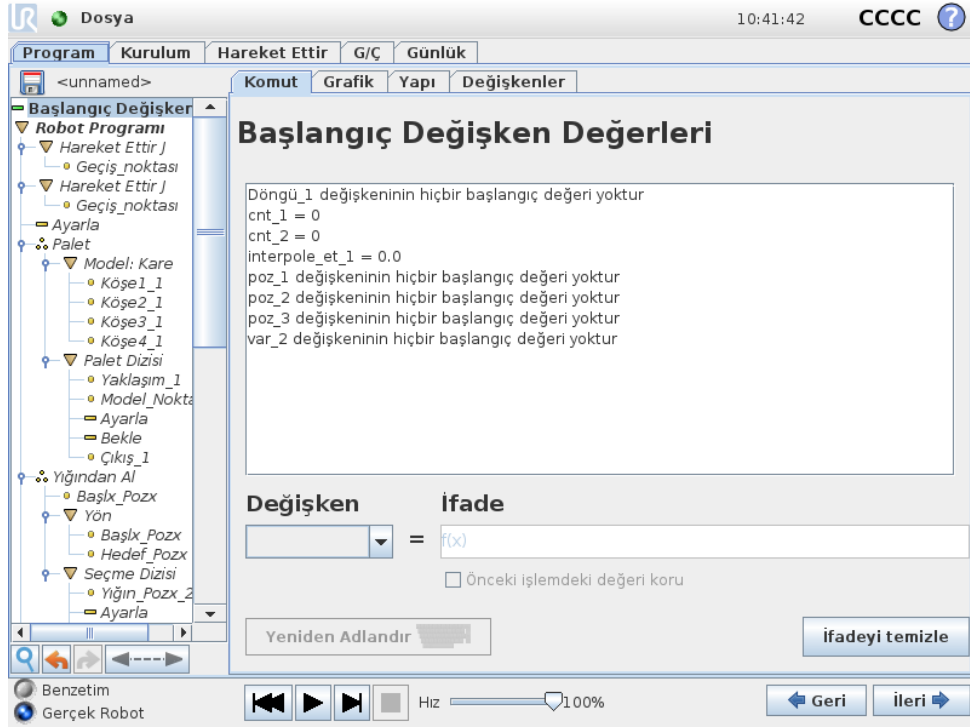 UR Dosya 10:41:42 CCCC ?
Program Kurulum Hareket Ettir G/Ç Günlük
<unnamed>
Komut Grafik Yapı Değişkenler
Başlangıç Değişker
Robot Programı
Hareket Ettir J
Geçiş_noktası
Hareket Ettir J
Geçiş_noktası
Ayarla
Palet
Model: Kare
Köşe1_1
Köşe2_1
Köşe3_1
Köşe4_1
Palet Dizisi
Yaklaşım_1
Model_Nokta
Ayarla
Bekle
Çıkış_1
Yığından Al
Başlx_Pozx
Yön
Başlx_Pozx
Hedef_Pozx
Seçme Dizisi
Yığın_Pozx_2
Ayarla
Başlangıç Değişken Değerleri
Döngü_1 değişkeninin hiçbir başlangıç değeri yoktur
cnt_1 = 0
cnt_2 = 0
interpole_et_1 = 0.0
poz_1 değişkeninin hiçbir başlangıç değeri yoktur
poz_2 değişkeninin hiçbir başlangıç değeri yoktur
poz_3 değişkeninin hiçbir başlangıç değeri yoktur
var_2 değişkeninin hiçbir başlangıç değeri yoktur
Değişken İfade
= f(x)
Önceki işlemdeki değeri koru
Yeniden Adlandır
İfadeyi temizle
Benzetim
Gerçek Robot
Hız 100%
Geri İleri